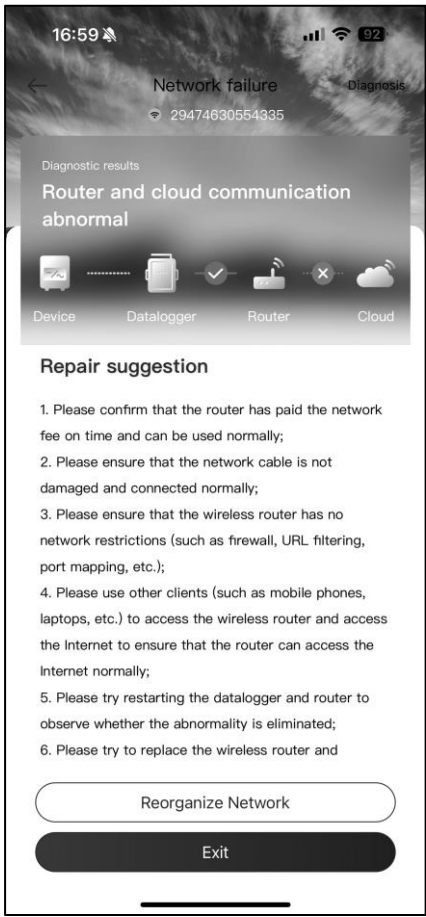 16:59
92
Network failure
Diagnosis
29474630554335
Diagnostic results
Router and cloud communication
abnormal
Device
Datalogger
Router
Cloud
Repair suggestion
1. Please confirm that the router has paid the network
fee on time and can be used normally;
2. Please ensure that the network cable is not
damaged and connected normally;
3. Please ensure that the wireless router has no
network restrictions (such as firewall, URL filtering,
port mapping, etc.);
4. Please use other clients (such as mobile phones,
laptops, etc.) to access the wireless router and access
the Internet to ensure that the router can access the
Internet normally;
5. Please try restarting the datalogger and router to
observe whether the abnormality is eliminated;
6. Please try to replace the wireless router and
Reorganize Network
Exit